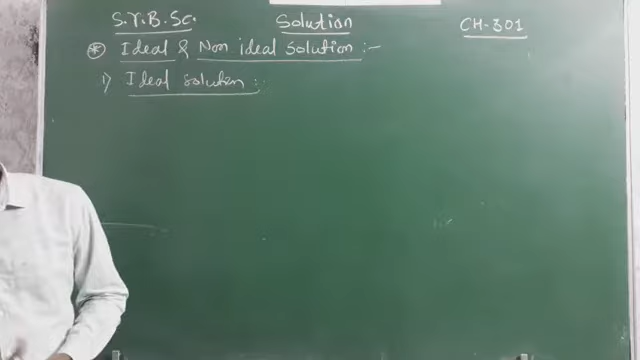 S.Y.B.Sc. Solution CH-301
* Ideal & Non ideal solution :-
1) Ideal solution :-